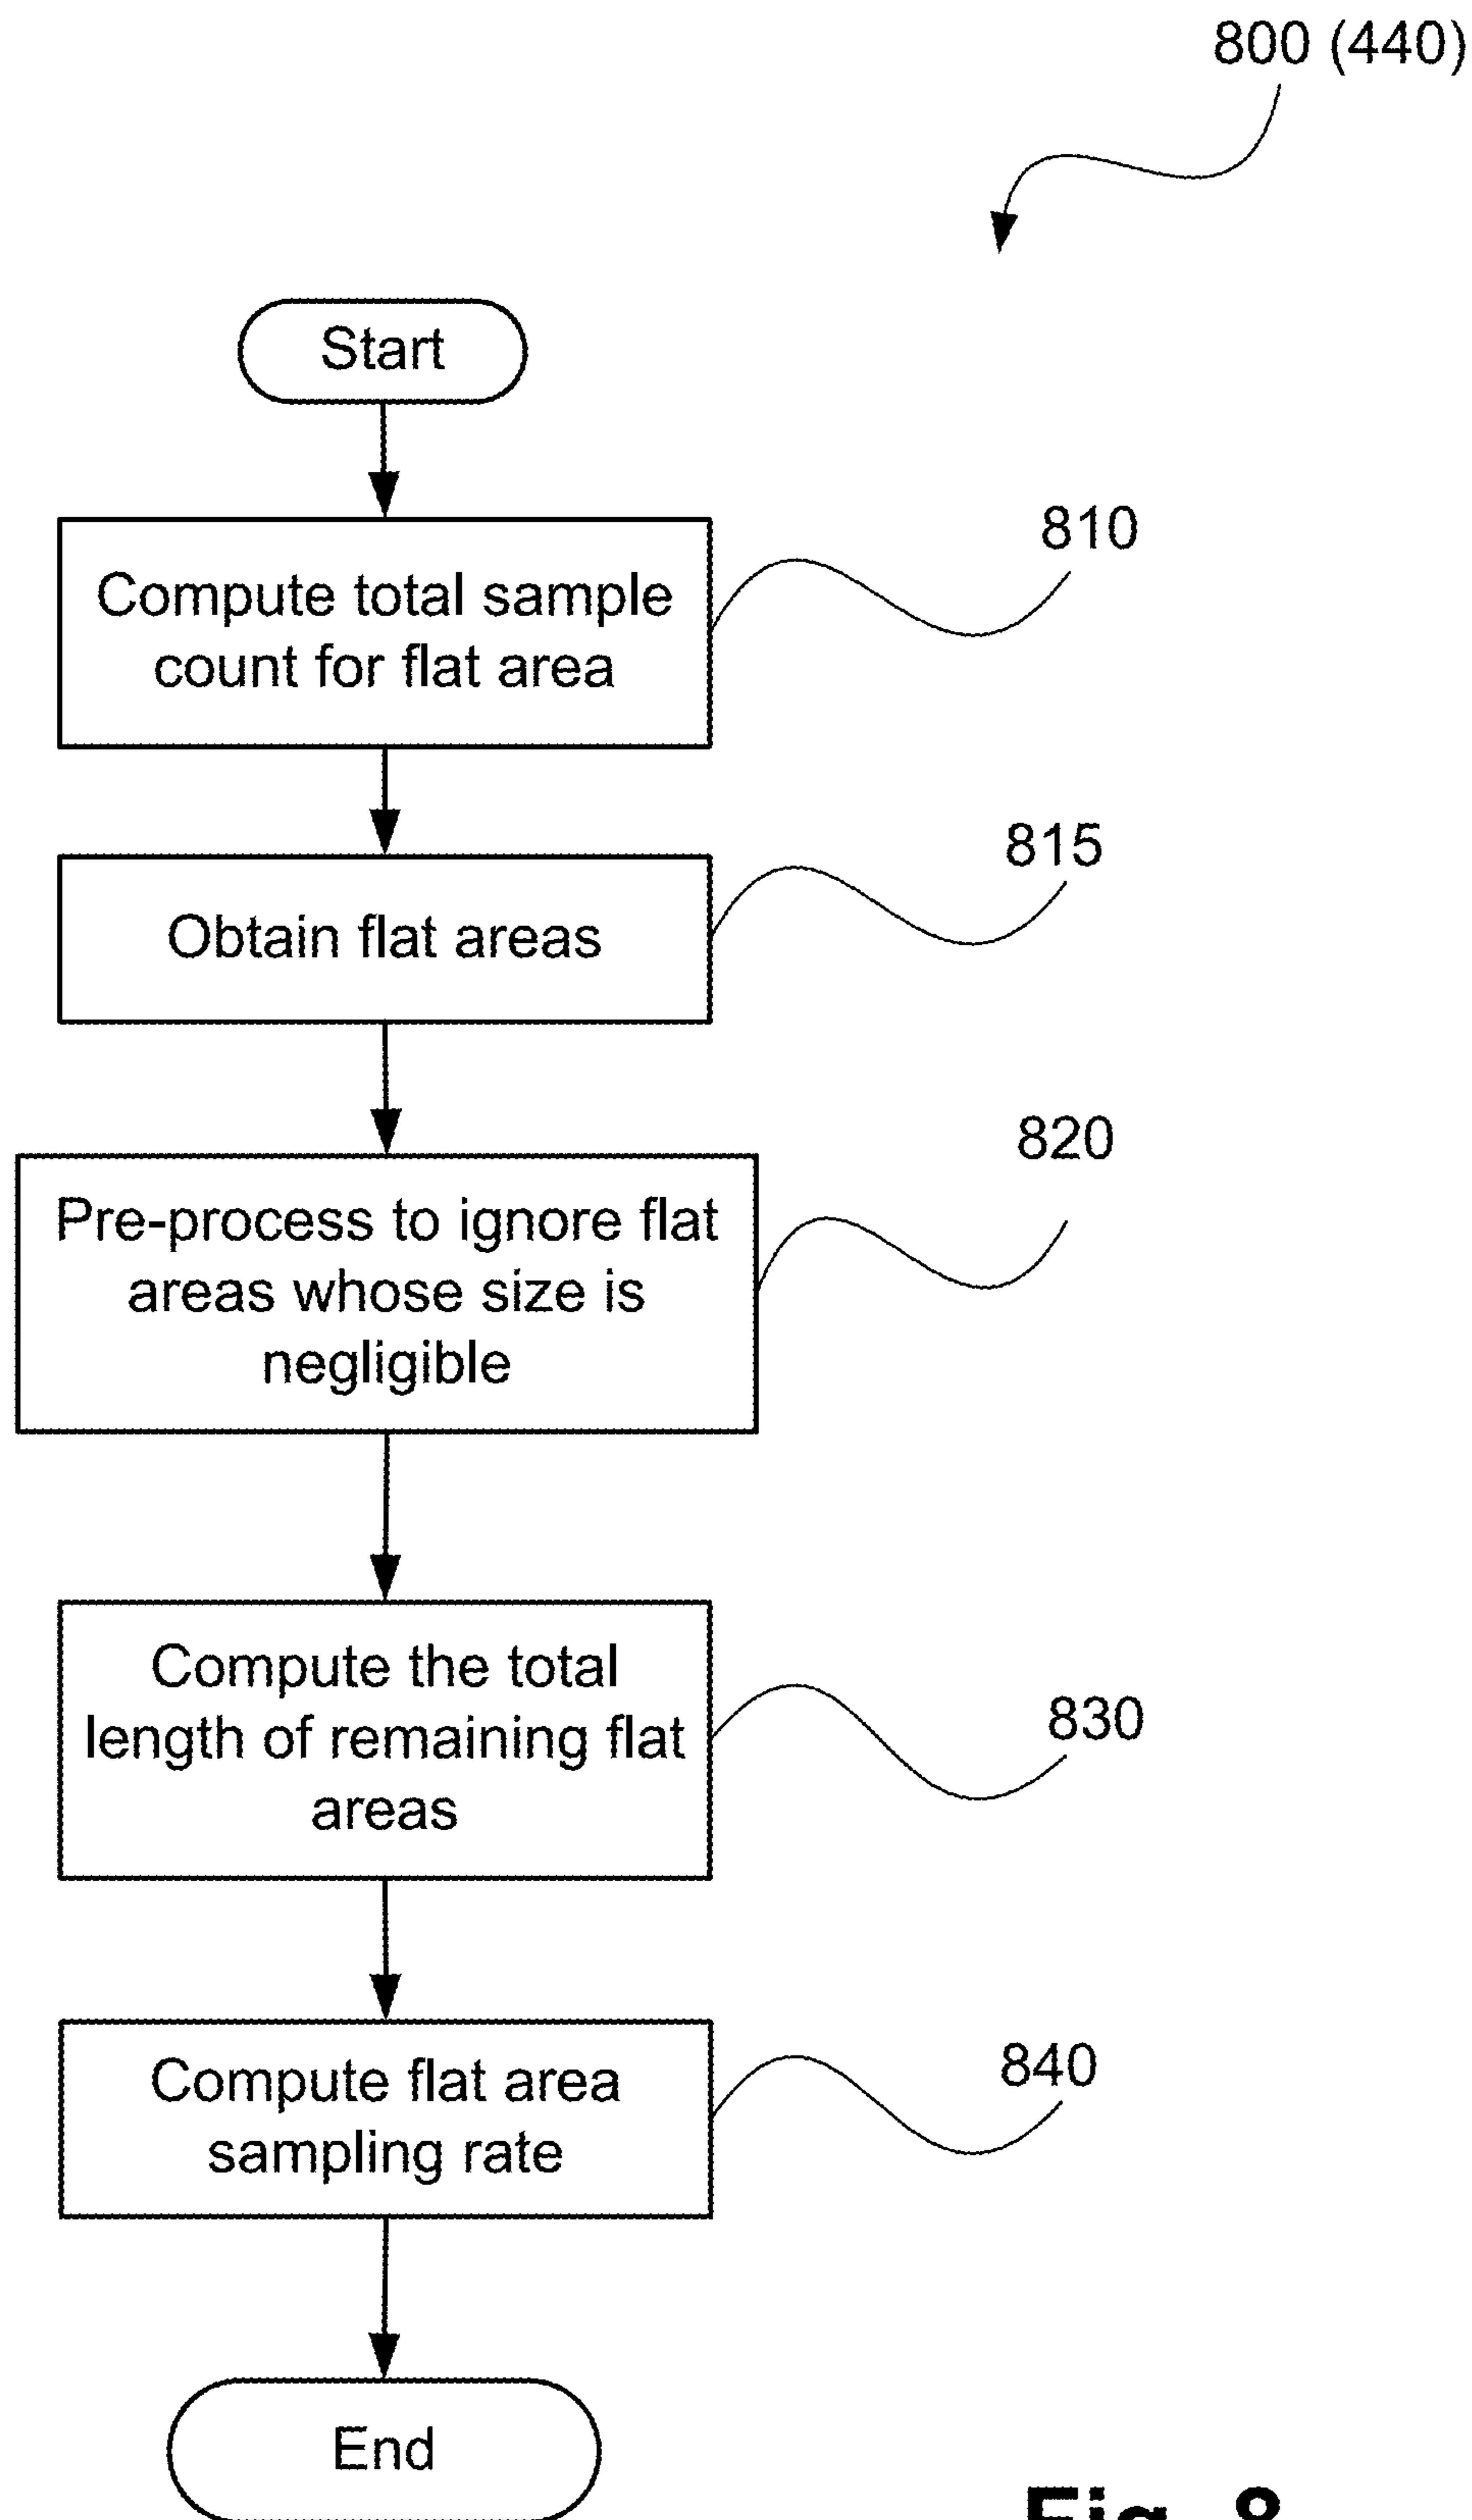 800 (440)
Start
810
Compute total sample
count for flat area
815
Obtain flat areas
820
Pre-process to ignore flat
areas whose size is
negligible
830
Compute the total
length of remaining flat
areas
840
Compute flat area
sampling rate
End
Fig. 8